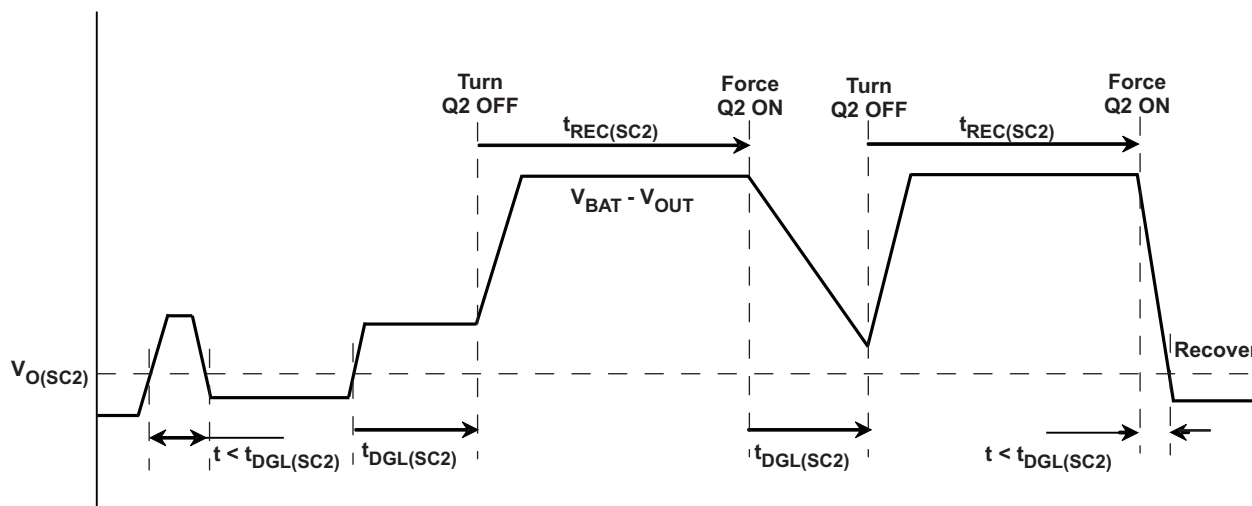 Turn
Q2 OFF
Force
Q2 ON
Turn
Q2 OFF
Force
Q2 ON
tREC(SC2)
tREC(SC2)
VBAT - VOUT
VO(SC2)
Recover
t < tDGL(SC2)
tDGL(SC2)
tDGL(SC2)
t < tDGL(SC2)